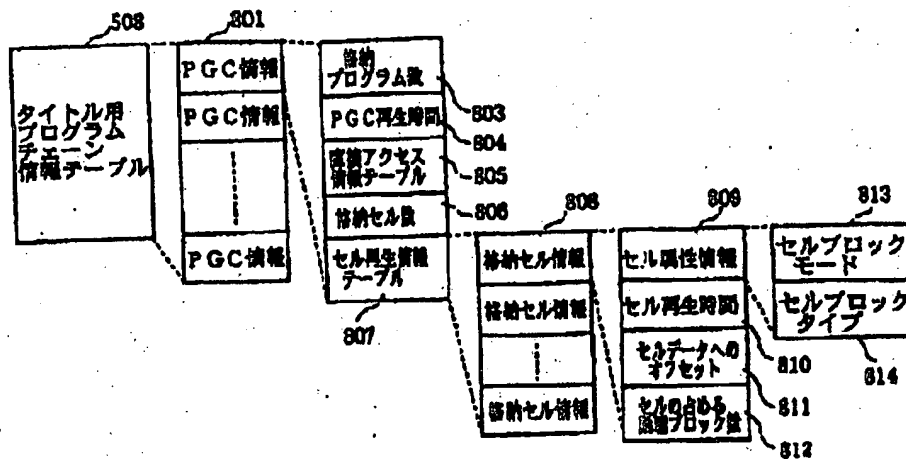 508
801
タイトル用
プログラム
チェーン
情報テーブル
PGC情報
PGC情報
PGC情報
格納
プログラム数
803
PGC再生時間
804
直接アクセス
情報テーブル
805
格納セル数
806
セル再生情報
テーブル
807
808
格納セル情報
格納セル情報
格納セル情報
809
セル属性情報
セル再生時間
810
セルデータへの
オフセット
811
セルの占める
論理ブロック数
812
813
セルブロック
モード
セルブロック
タイプ
814